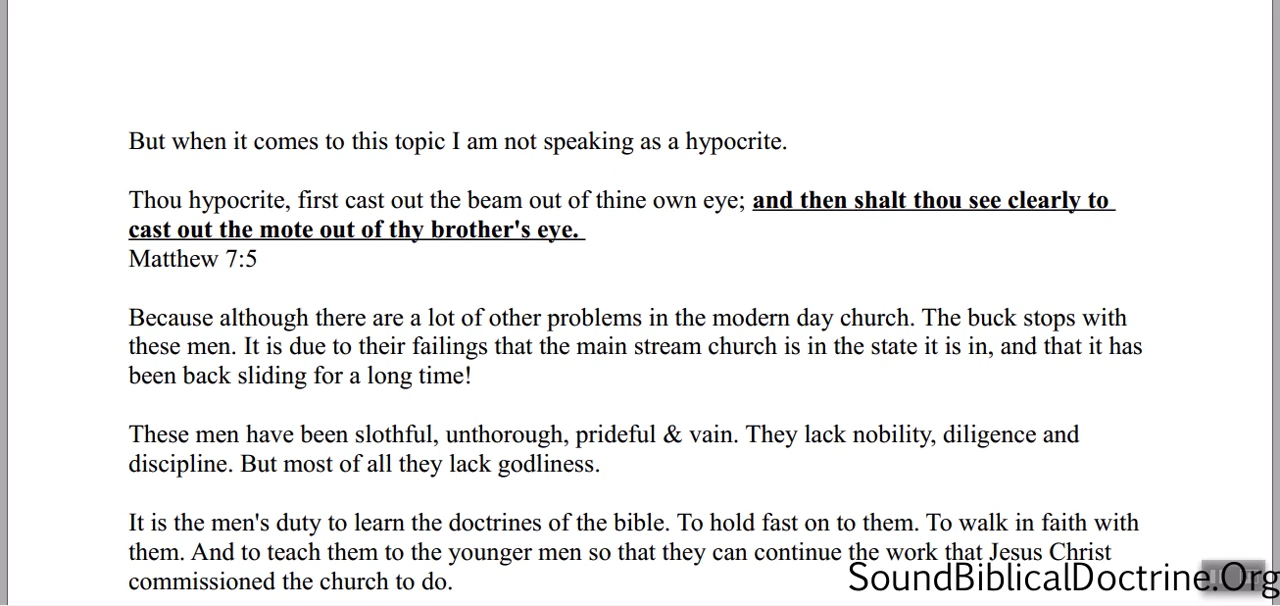 But when it comes to this topic I am not speaking as a hypocrite.
Thou hypocrite, first cast out the beam out of thine own eye; and then shalt thou see clearly to
cast out the mote out of thy brother's eye.
Matthew 7:5
Because although there are a lot of other problems in the modern day church. The buck stops with
these men. It is due to their failings that the main stream church is in the state it is in, and that it has
been back sliding for a long time!
These men have been slothful, unthorough, prideful & vain. They lack nobility, diligence and
discipline. But most of all they lack godliness.
It is the men's duty to learn the doctrines of the bible. To hold fast on to them. To walk in faith with
them. And to teach them to the younger men so that they can continue the work that Jesus Christ
commissioned the church to do.
SoundBiblicalDoctrine.Org